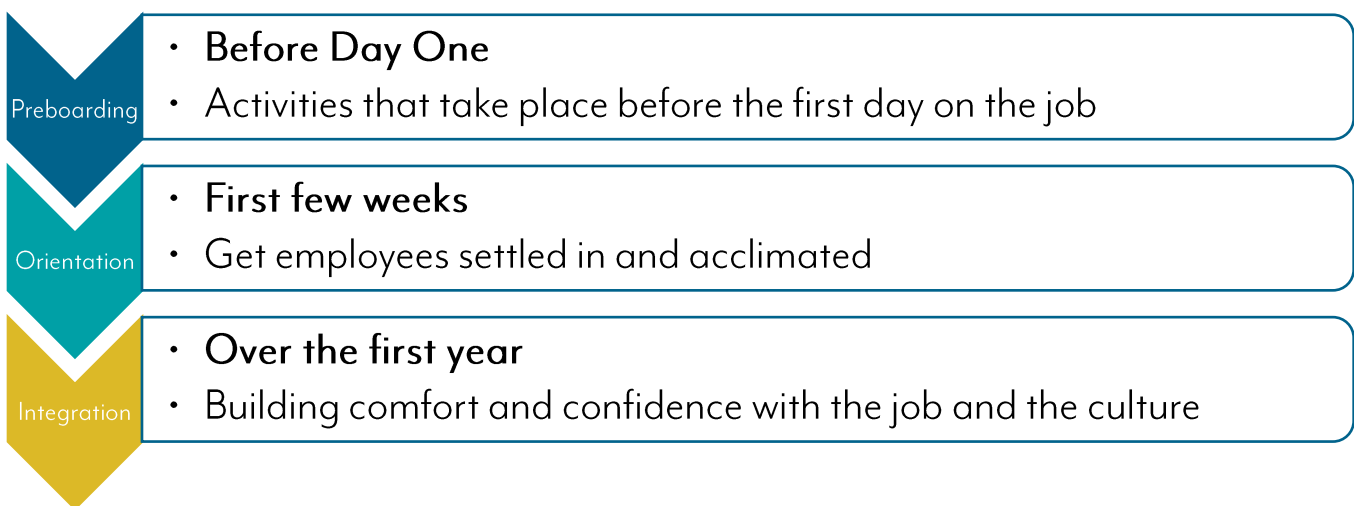 Preboarding
• Before Day One
• Activities that take place before the first day on the job
Orientation
• First few weeks
• Get employees settled in and acclimated
Integration
• Over the first year
• Building comfort and confidence with the job and the culture